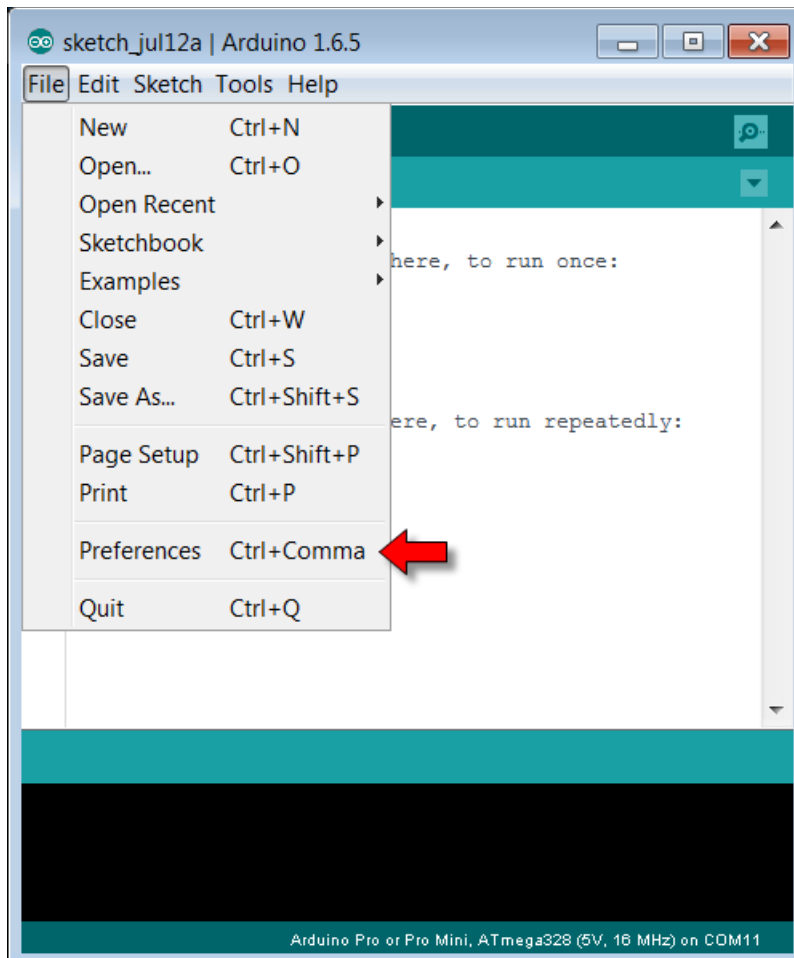 sketch_jul12a | Arduino 1.6.5
File Edit Sketch Tools Help
New Ctrl+N
Open... Ctrl+O
Open Recent
Sketchbook
Examples
Close Ctrl+W
Save Ctrl+S
Save As... Ctrl+Shift+S
Page Setup Ctrl+Shift+P
Print Ctrl+P
Preferences Ctrl+Comma
Quit Ctrl+Q
here, to run once:
ere, to run repeatedly:
Arduino Pro or Pro Mini, ATmega328 (5V, 16 MHz) on COM11